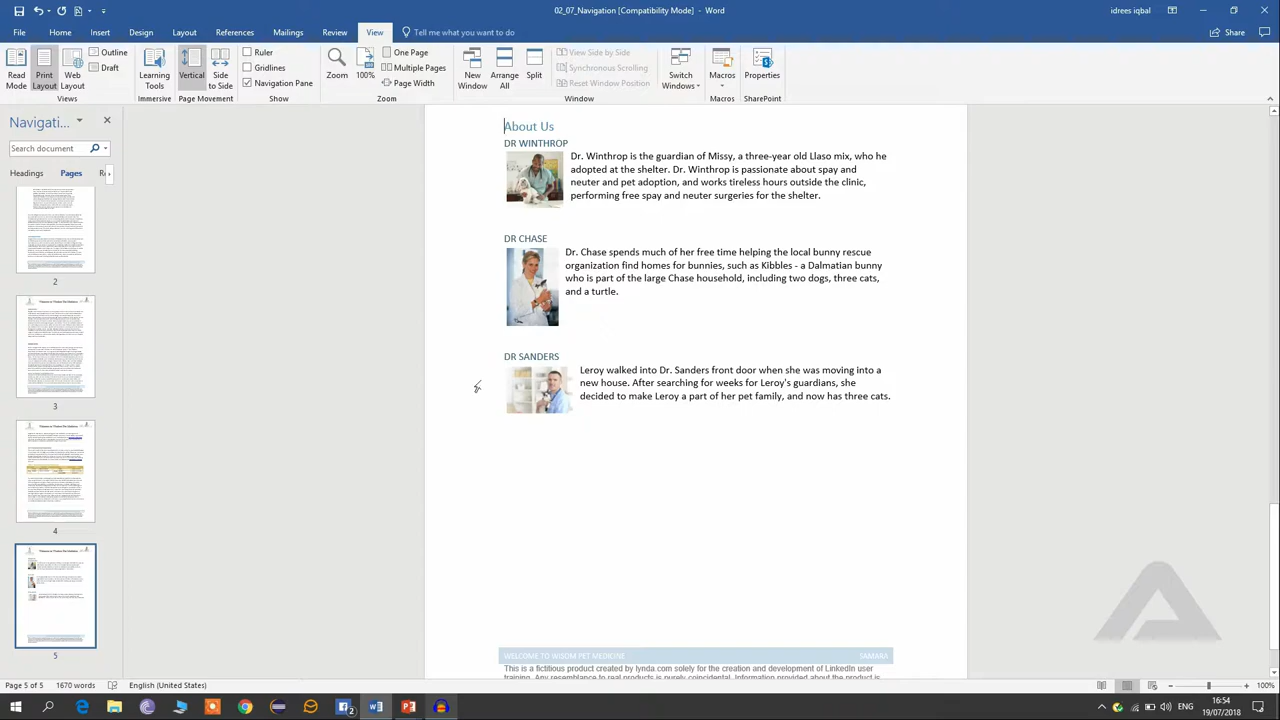 02_07_Navigation [Compatibility Mode] - Word
idrees iqbal
File Home Insert Design Layout References Mailings Review View Tell me what you want to do
Share
Read Mode
Print Layout
Web Layout
Outline
Draft
Views
Learning Tools
Immersive
Vertical
Side to Side
Page Movement
Ruler
Gridlines
Navigation Pane
Show
Zoom
100%
One Page
Multiple Pages
Page Width
Zoom
New Window
Arrange All
Split
View Side by Side
Synchronous Scrolling
Reset Window Position
Window
Switch Windows
Macros
Macros
Properties
SharePoint
Navigati...
Search document
Headings Pages Re
2
3
4
5
About Us
DR WINTHROP
Dr. Winthrop is the guardian of Missy, a three-year old Llaso mix, who he
adopted at the shelter. Dr. Winthrop is passionate about spay and
neuter and pet adoption, and works tireless hours outside the clinic,
performing free spay and neuter surgeries for the shelter.
DR CHASE
Dr. Chase spends much of her free time helping the local bunny rescue
organization find homes for bunnies, such as Kibbles - a Dalmatian bunny
who is part of the large Chase household, including two dogs, three cats,
and a turtle.
DR SANDERS
Leroy walked into Dr. Sanders front door when she was moving into a
new house. After searching for weeks for Leroy's guardians, she
decided to make Leroy a part of her pet family, and now has three cats.
WELCOME TO WISOM PET MEDICINE SAMARA
This is a fictitious product created by lynda.com solely for the creation and development of LinkedIn user
training. Any resemblance to real products is purely coincidental. Information provided about the product is
Page 5 of 5 1670 words English (United States)
100%
2
16:54
19/07/2018